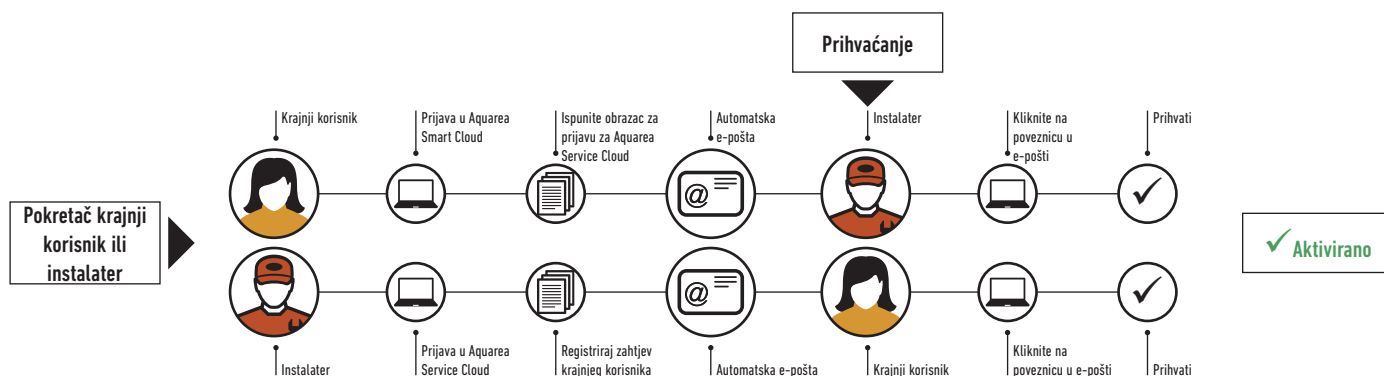 Prihvaćanje
Krajnji korisnik
Prijava u Aquarea
Smart Cloud
Ispunite obrazac za
prijavu za Aquarea
Service Cloud
Automatska
e-pošta
Instalater
Kliknite na
poveznicu u
e-pošti
Prihvati
@
Pokretač krajnji
korisnik ili
instalater
Aktivirano
@
Instalater
Prijava u Aquarea
Service Cloud
Registriraj zahtjev
krajnjeg korisnika
Automatska e-pošta
Krajnji korisnik
Kliknite na
poveznicu u e-pošti
Prihvati